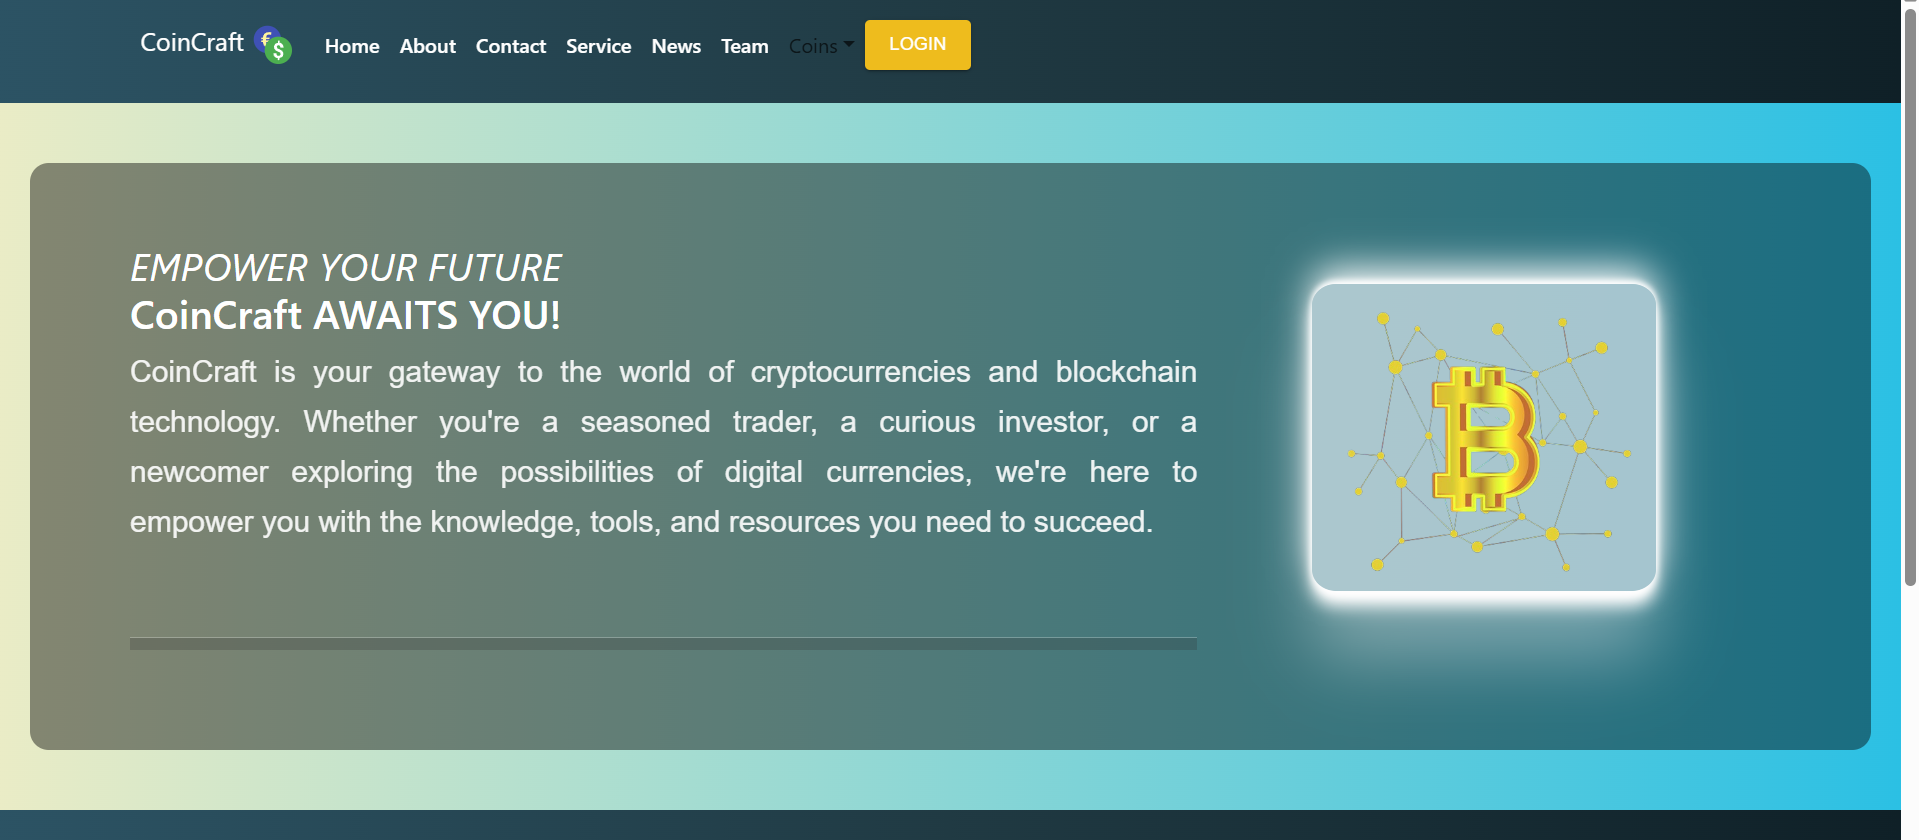 CoinCraft € $ Home About Contact Service News Team Coins LOGIN
EMPOWER YOUR FUTURE
CoinCraft AWAITS YOU!
CoinCraft is your gateway to the world of cryptocurrencies and blockchain
technology. Whether you're a seasoned trader, a curious investor, or a
newcomer exploring the possibilities of digital currencies, we're here to
empower you with the knowledge, tools, and resources you need to succeed.